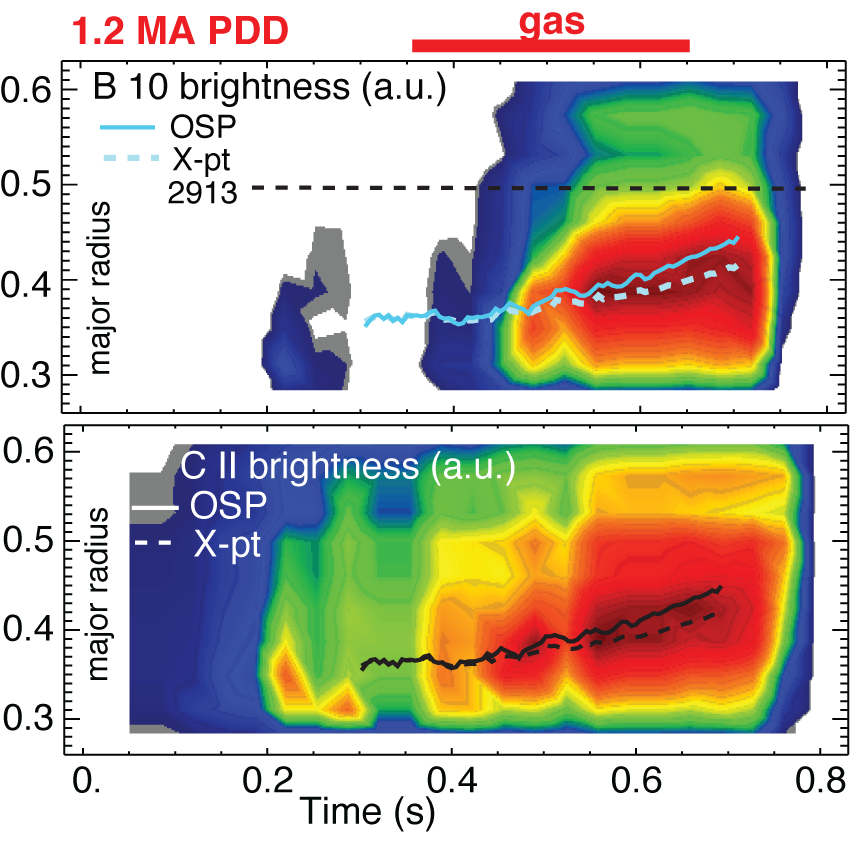 1.2 MA PDD
gas
B 10 brightness (a.u.)
OSP
X-pt
2913
0.6
0.5
0.4
0.3
major radius
C II brightness (a.u.)
OSP
X-pt
0.6
0.5
0.4
0.3
major radius
0. 0.2 0.4 0.6 0.8
Time (s)